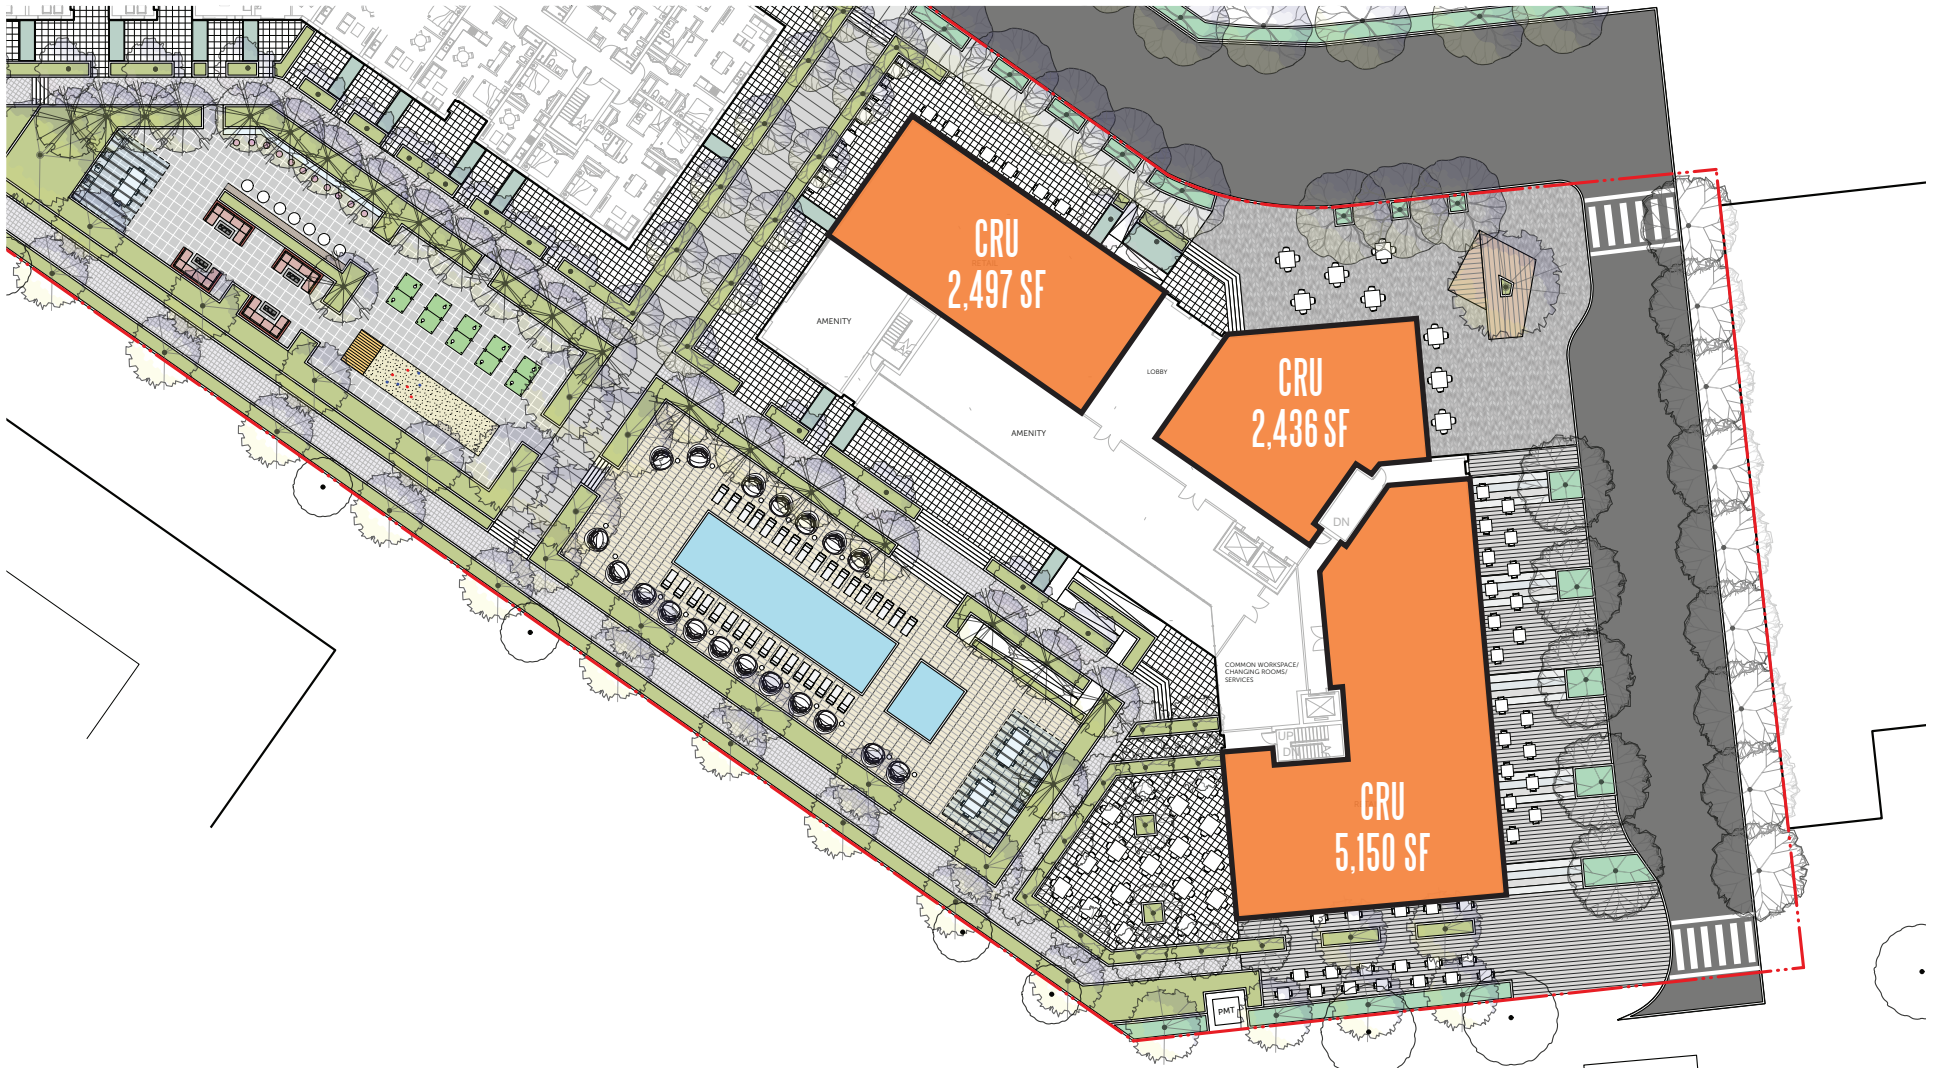 CRU
2,497 SF
AMENITY
LOBBY
CRU
2,436 SF
AMENITY
DN
COMMON WORKSPACE/
CHANGING ROOMS/
SERVICES
UP
DN
CRU
5,150 SF
PMT